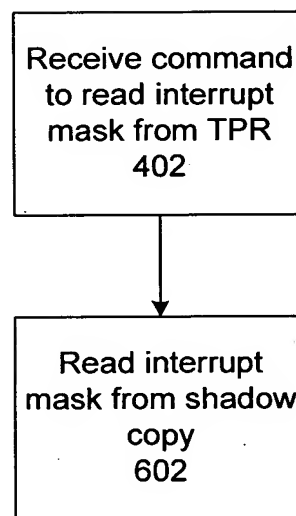 Receive command
to read interrupt
mask from TPR
402
Read interrupt
mask from shadow
copy
602